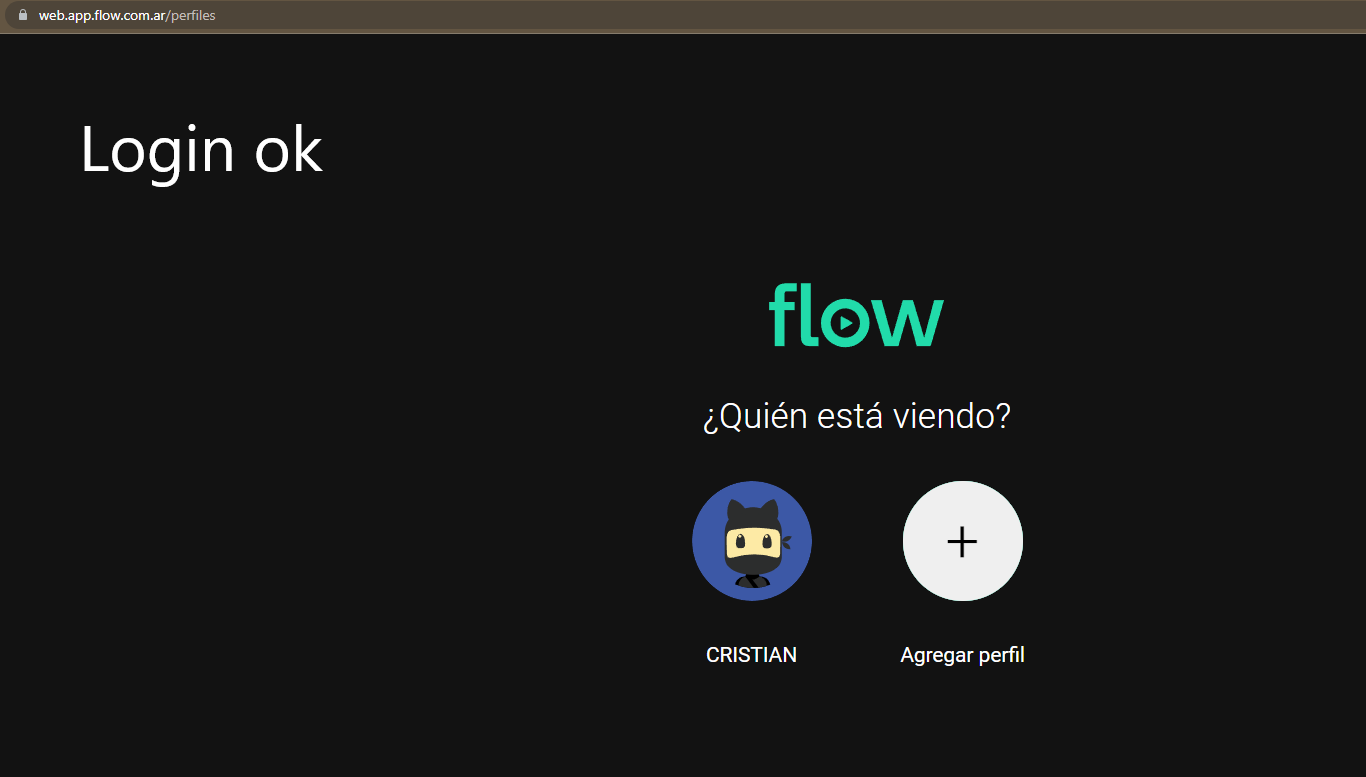 web.app.flow.com.ar/perfiles
Login ok
flow
¿Quién está viendo?
CRISTIAN
Agregar perfil